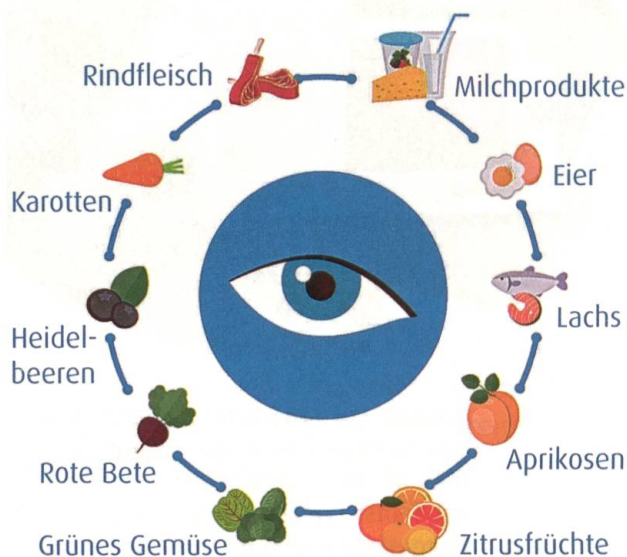 Rindfleisch
Milchprodukte
Karotten
Eier
Heidel-
beeren
Lachs
Rote Bete
Aprikosen
Grünes Gemüse
Zitrusfrüchte